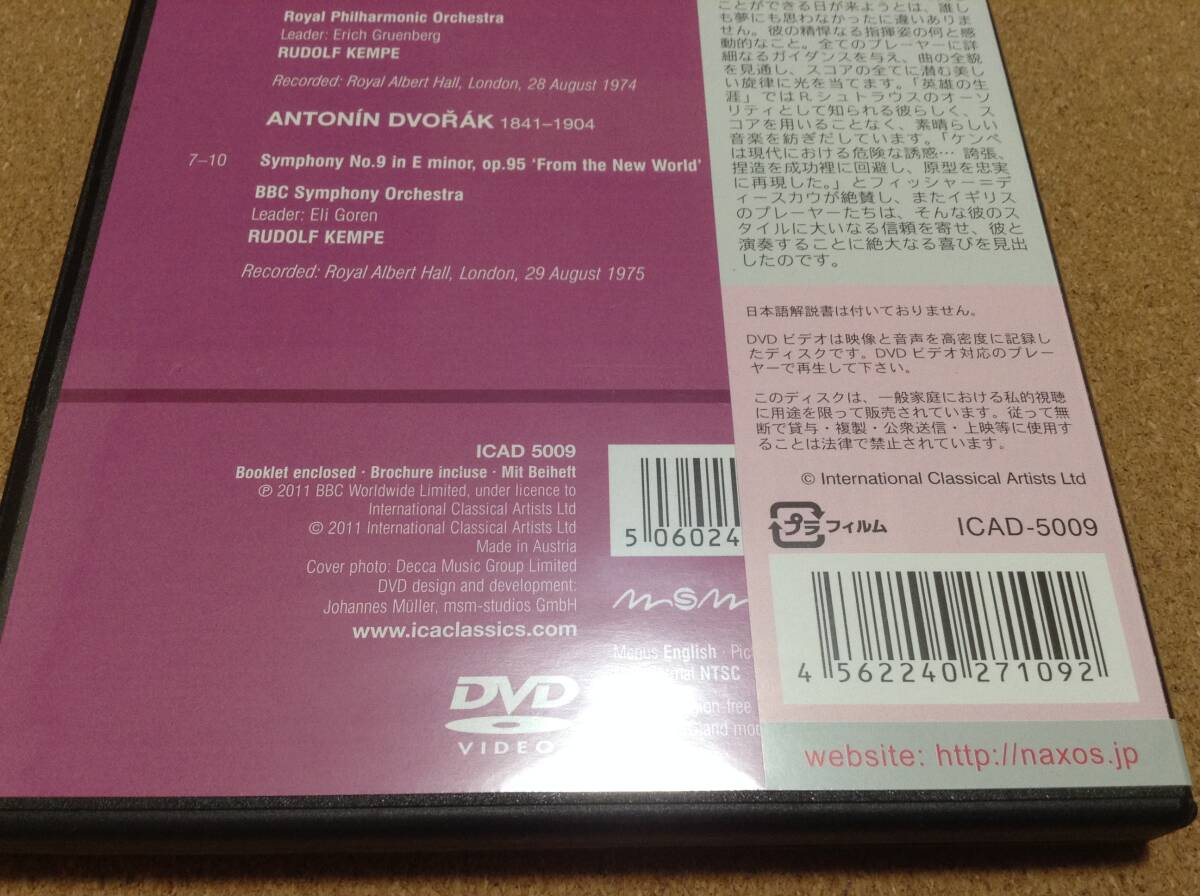 Royal Philharmonic Orchestra
Leader: Erich Gruenberg
RUDOLF KEMPE
Recorded: Royal Albert Hall, London, 28 August 1974
ANTONÍN DVOŘÁK 1841–1904
7–10 Symphony No.9 in E minor, op.95 'From the New World'
BBC Symphony Orchestra
Leader: Eli Goren
RUDOLF KEMPE
Recorded: Royal Albert Hall, London, 29 August 1975
ICAD 5009
Booklet enclosed · Brochure incluse · Mit Beiheft
℗ 2011 BBC Worldwide Limited, under licence to
International Classical Artists Ltd
© 2011 International Classical Artists Ltd
Made in Austria
Cover photo: Decca Music Group Limited
DVD design and development:
Johannes Müller, msm-studios GmbH
www.icaclassics.com
DVD
VIDEO
5 06024
msm
Menus English · Pic
NTSC
and
ことができる日が来ようとは、誰し
も夢にも思わなかったに違いありま
せん。彼の精悍なる指揮姿の何と感
動的なこと。全てのプレーヤーに詳
細なるガイダンスを与え、曲の全貌
を見通し、スコアの全てに潜む美し
い旋律に光を当てます。「英雄の生
涯」ではRシュトラウスのオーソ
リティとして知られる彼らしく、ス
コアを用いることなく、素晴らしい
音楽を紡ぎだしています。「ケンペ
は現代における危険な誘惑… 誇張、
捏造を成功裡に回避し、原型を忠実
に再現した。」とフィッシャー＝デ
ィースカウが絶賛し、またイギリス
のプレーヤーたちは、そんな彼のス
タイルに大いなる信頼を寄せ、彼と
演奏することに絶大なる喜びを見出
したのです。
日本語解説書は付いておりません。
DVD ビデオは映像と音声を高密度に記録し
たディスクです。DVD ビデオ対応のプレー
ヤーで再生して下さい。
このディスクは、一般家庭における私的視聴
に用途を限って販売されています。従って無
断で貸与・複製・公衆送信・上映等に使用す
ることは法律で禁止されています。
© International Classical Artists Ltd
プラ フィルム ICAD-5009
4 562240 271092
website: http://naxos.jp